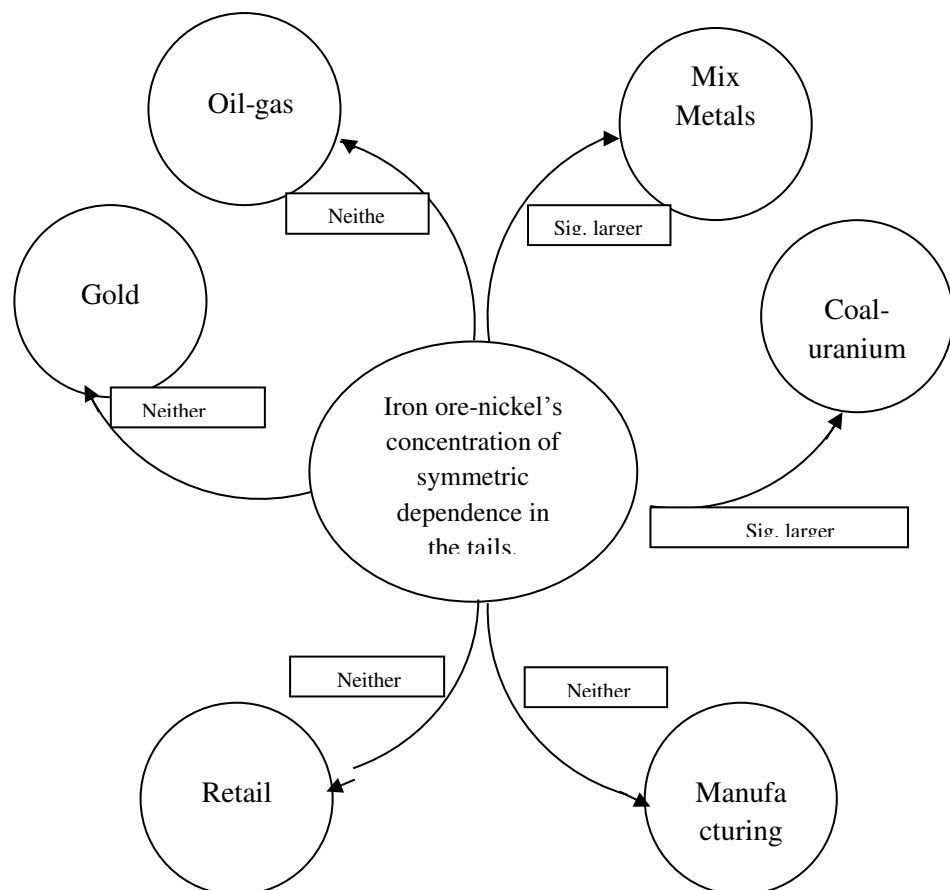 Oil-gas
Mix
Metals
Neithe
Sig. larger
Gold
Coal-
uranium
Neither
Iron ore-nickel’s
concentration of
symmetric
dependence in
the tails.
Sig. larger
Neither
Neither
Retail
Manufa
cturing